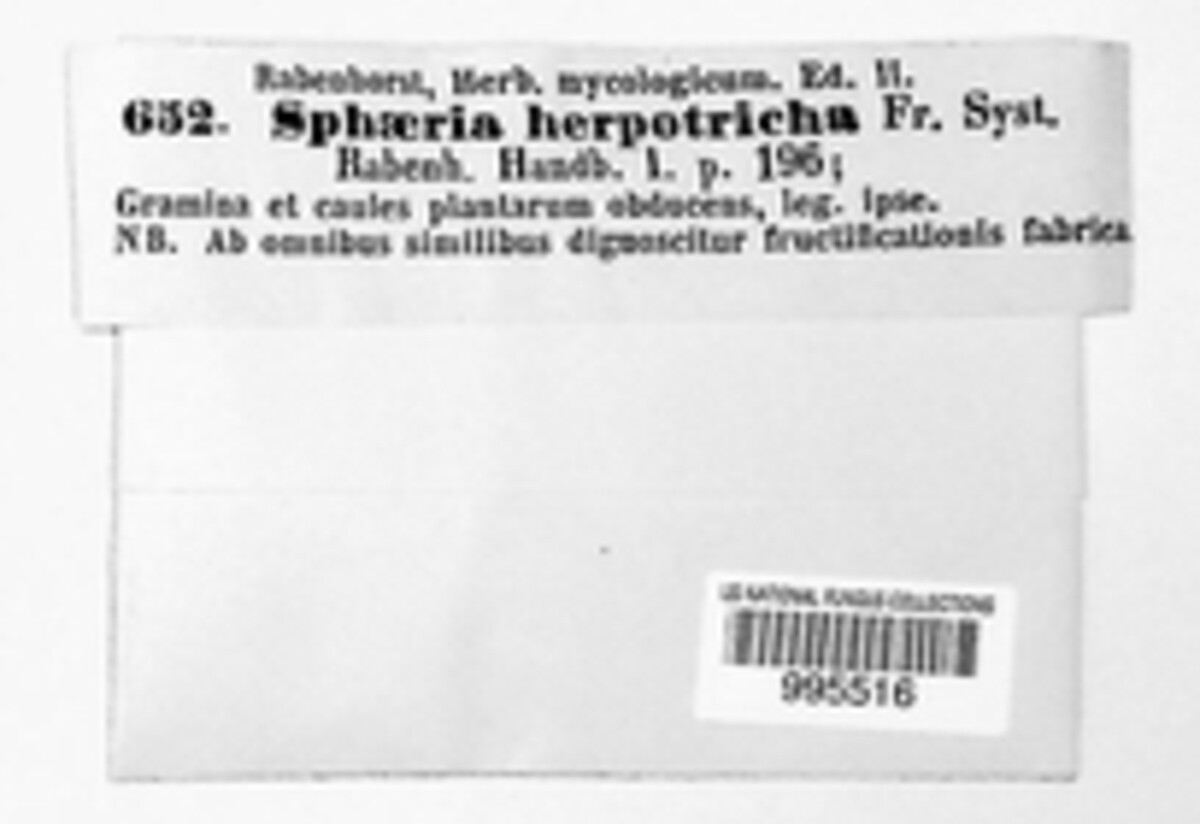 Rabenhorst, Herb. mycologicum. Ed. II.
652. Sphæria herpotricha Fr. Syst.
Rabenh. Handb. I. p. 196;
Gramina et caules plantarum obducens, leg. ipse.
NB. Ab omnibus similibus dignoscitur fructificationis fabrica
US NATIONAL FUNGUS COLLECTIONS
995516